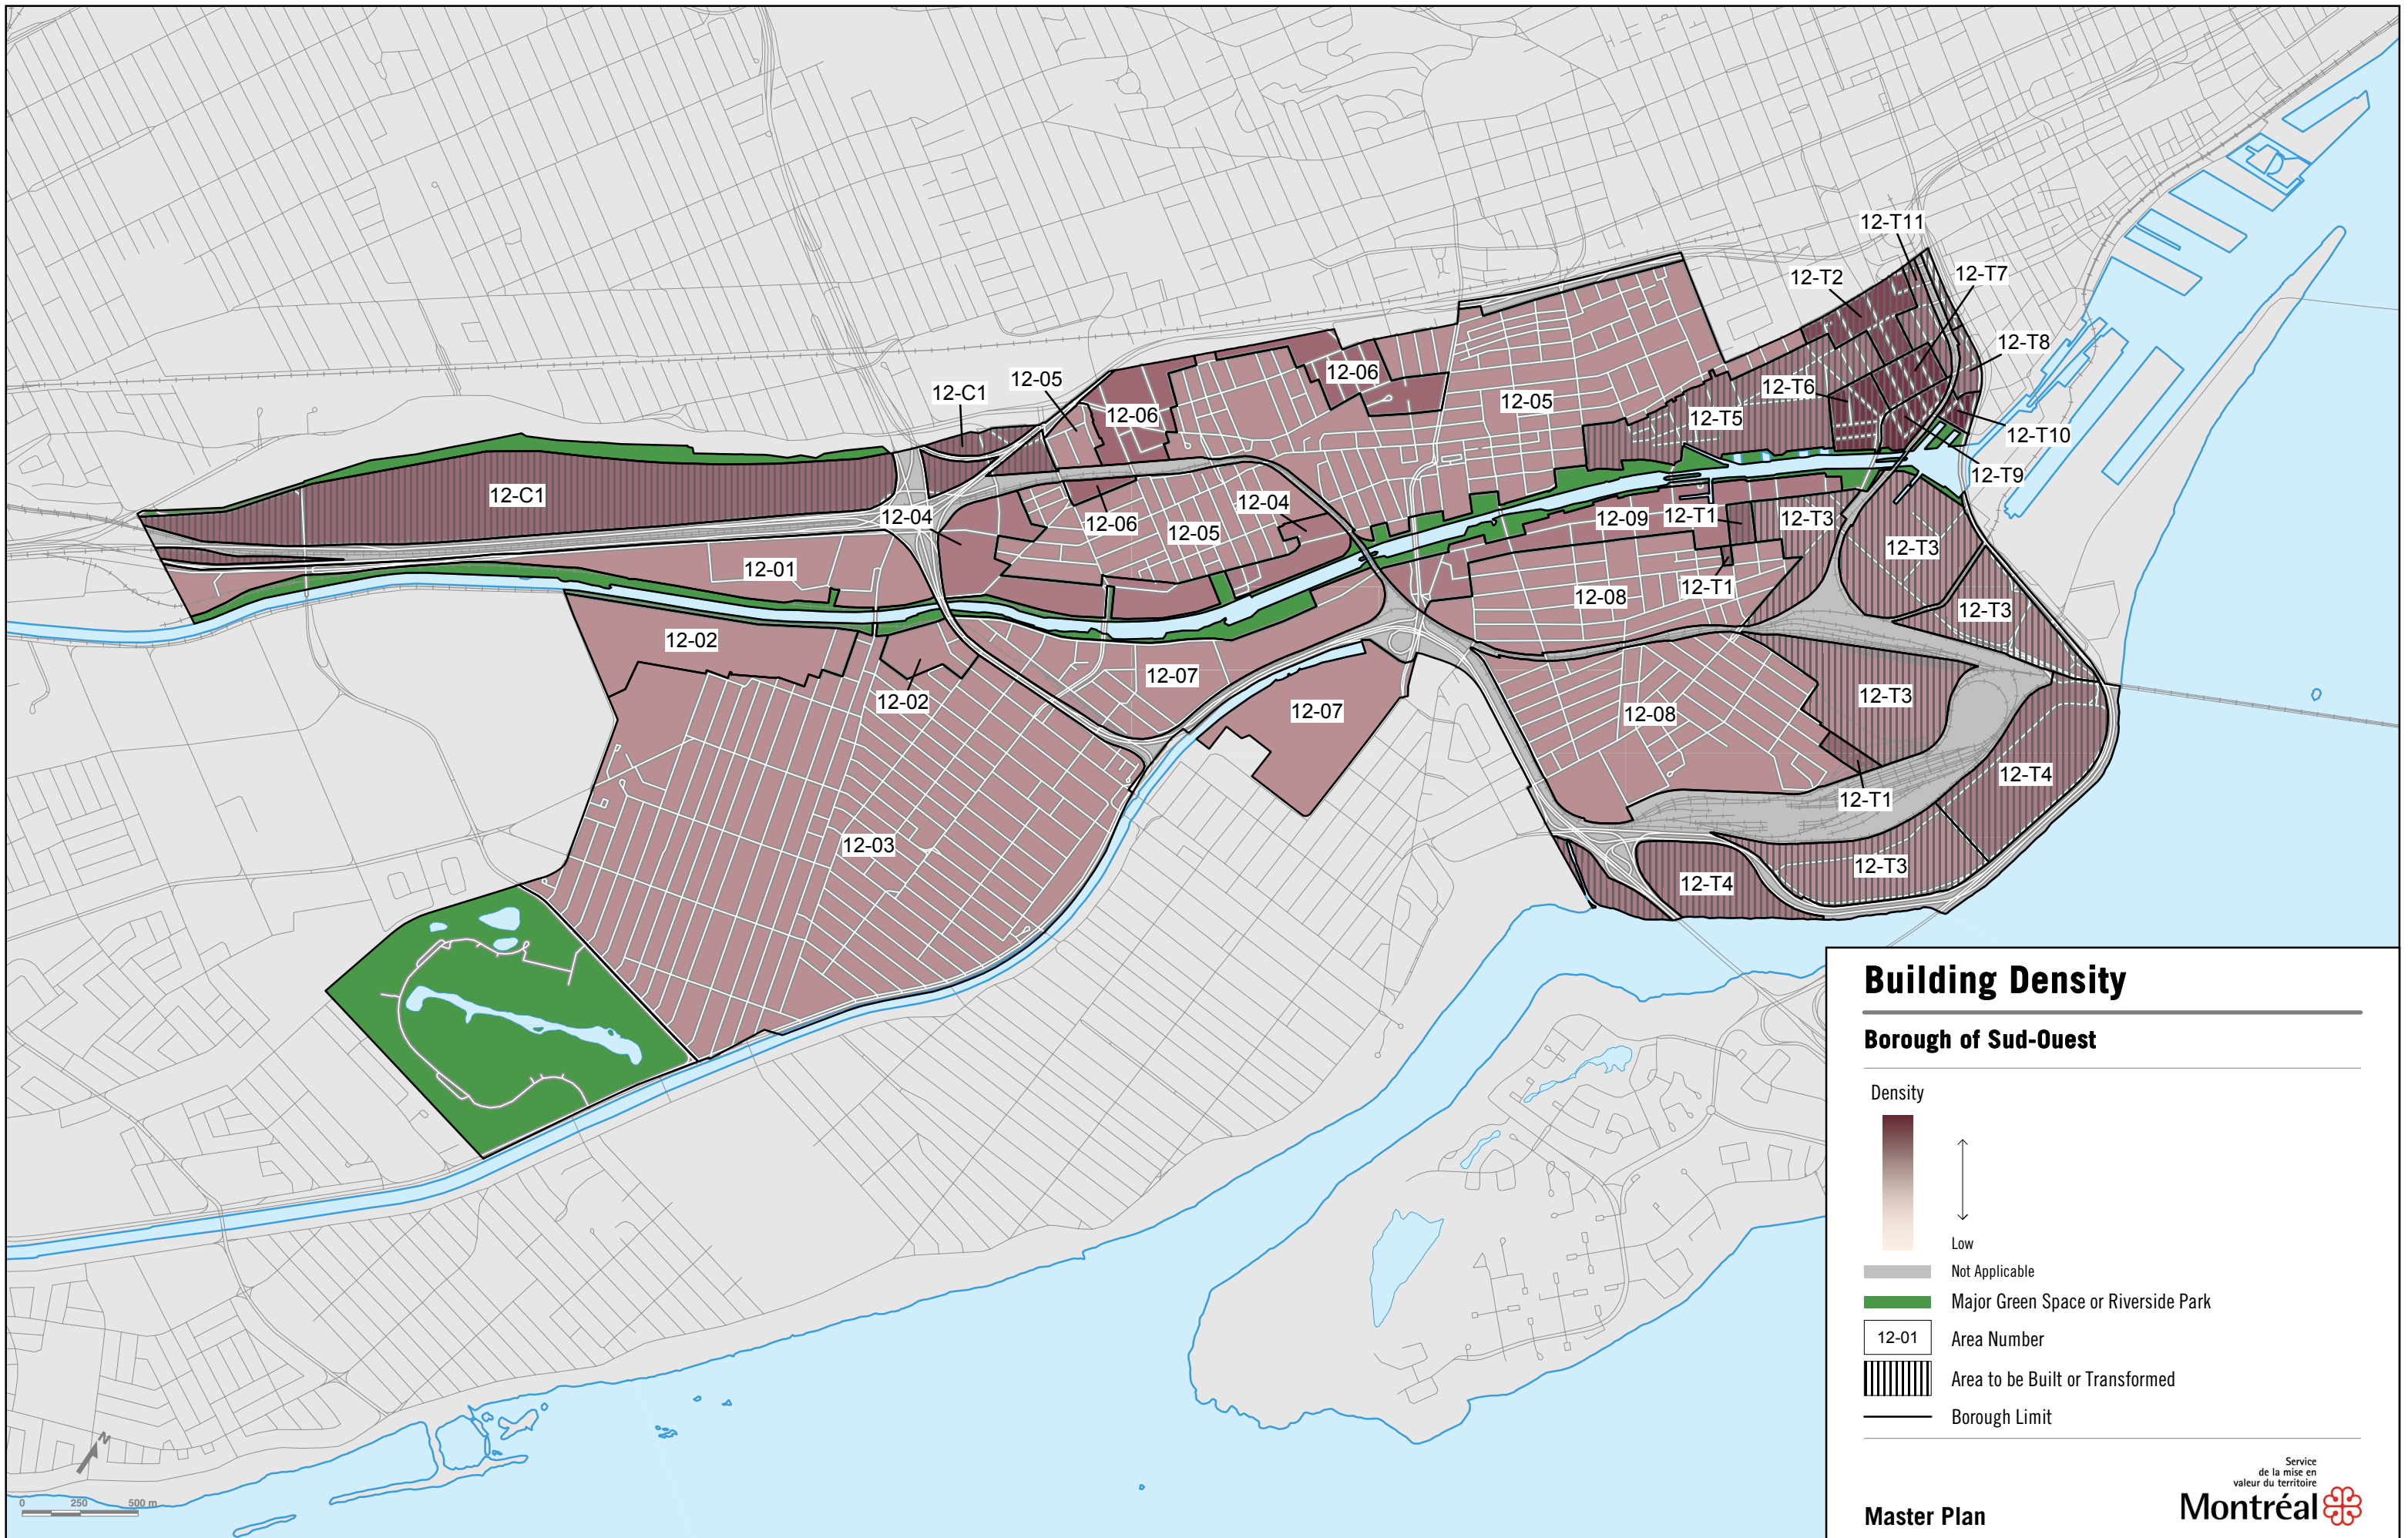 12-T11
12-T2
12-T7
12-T8
12-C1
12-05
12-06
12-06
12-05
12-T6
12-T5
12-T10
12-T9
12-C1
12-04
12-06
12-05
12-04
12-09
12-T1
12-T3
12-T3
12-01
12-T1
12-08
12-T3
12-02
12-02
12-07
12-07
12-08
12-T3
12-T1
12-T4
12-03
12-T4
12-T3
Building Density
Borough of Sud-Ouest
Density
Low
Not Applicable
Major Green Space or Riverside Park
12-01 Area Number
Area to be Built or Transformed
Borough Limit
Service
de la mise en
valeur du territoire
Montréal
Master Plan
N
0 250 500 m